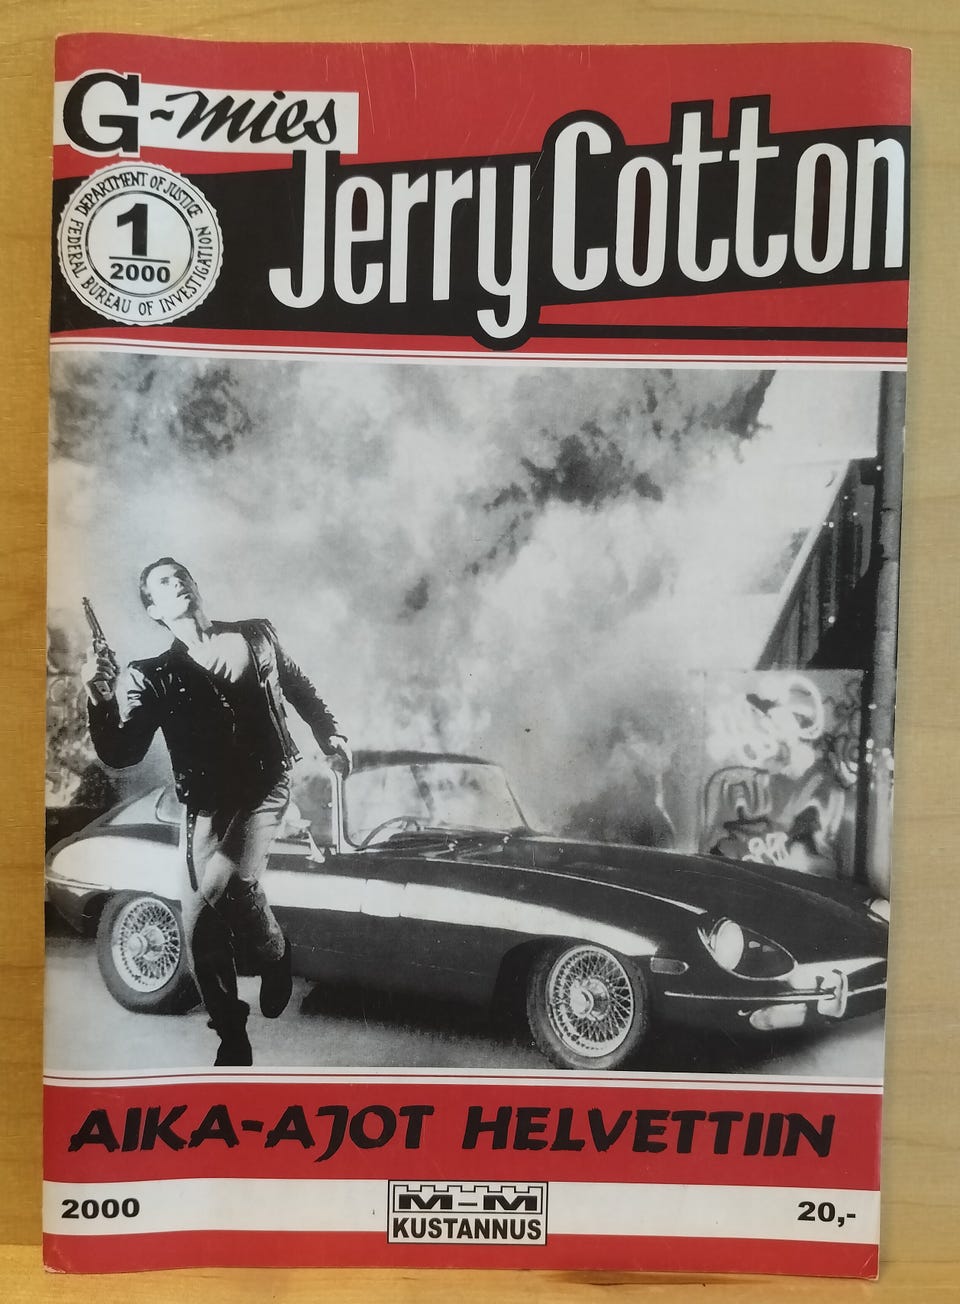 G-mies
Jerry Cotton
DEPARTMENT OF JUSTICE
1
2000
FEDERAL BUREAU OF INVESTIGATION
AIKA-AJOT HELVETTIIN
2000
M-M
KUSTANNUS
20,-